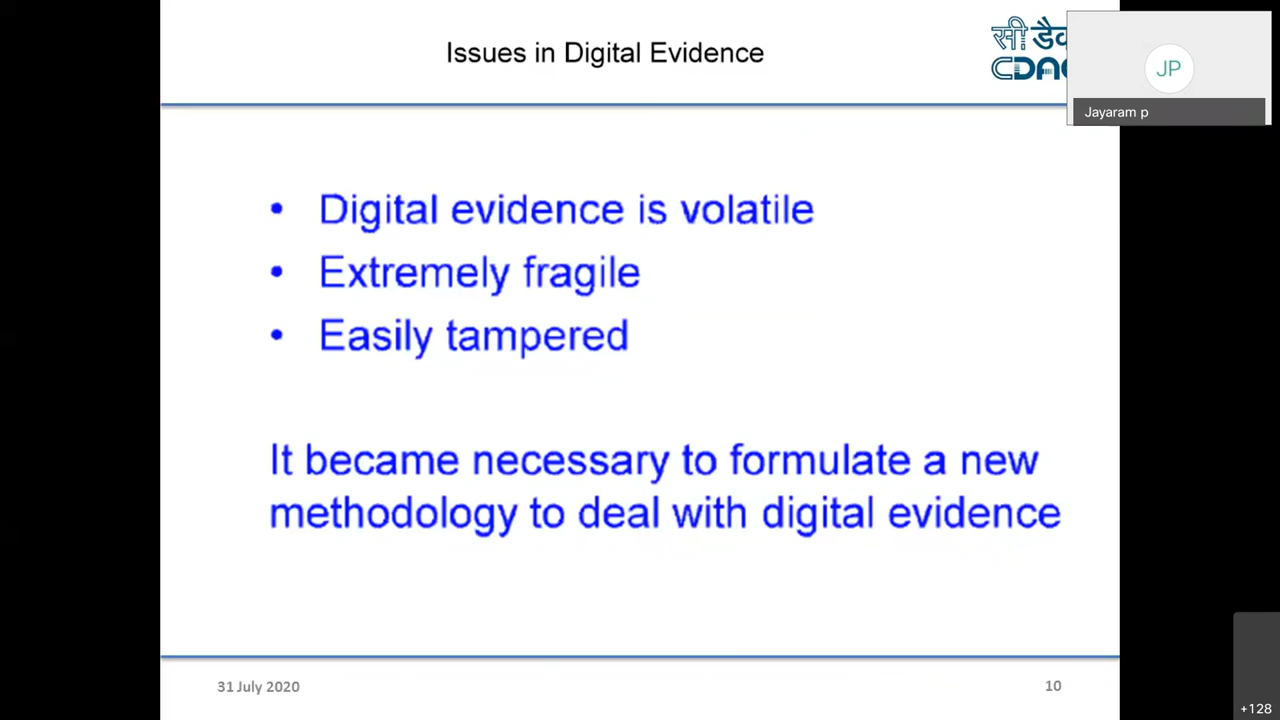 Issues in Digital Evidence
सी डैक
CDAC
JP
Jayaram p
• Digital evidence is volatile
• Extremely fragile
• Easily tampered
It became necessary to formulate a new
methodology to deal with digital evidence
31 July 2020
10
+128